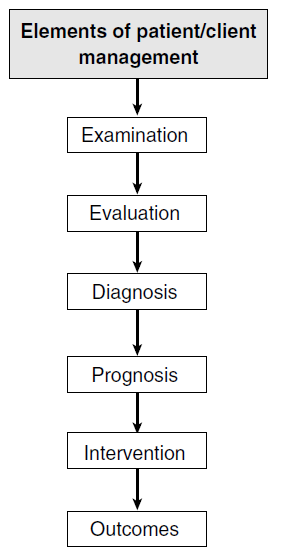 Elements of patient/client
management
Examination
Evaluation
Diagnosis
Prognosis
Intervention
Outcomes